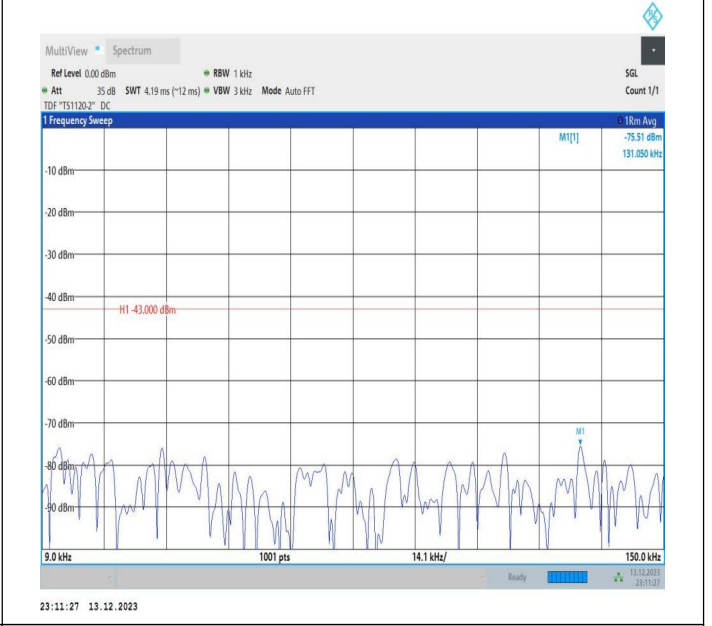 R S
MultiView Spectrum
Ref Level 0.00 dBm RBW 1 kHz SGL
Att 35 dB SWT 4.19 ms (~12 ms) VBW 3 kHz Mode Auto FFT Count 1/1
TDF "TS1120-2" DC
1 Frequency Sweep 1Rm Avg
M1[1] -75.51 dBm
131.050 kHz
-10 dBm
-20 dBm
-30 dBm
-40 dBm
H1 -43.000 dBm
-50 dBm
-60 dBm
-70 dBm
M1
-80 dBm
-90 dBm
9.0 kHz 1001 pts 14.1 kHz/ 150.0 kHz
Ready 13.12.2023
23:11:27
23:11:27 13.12.2023